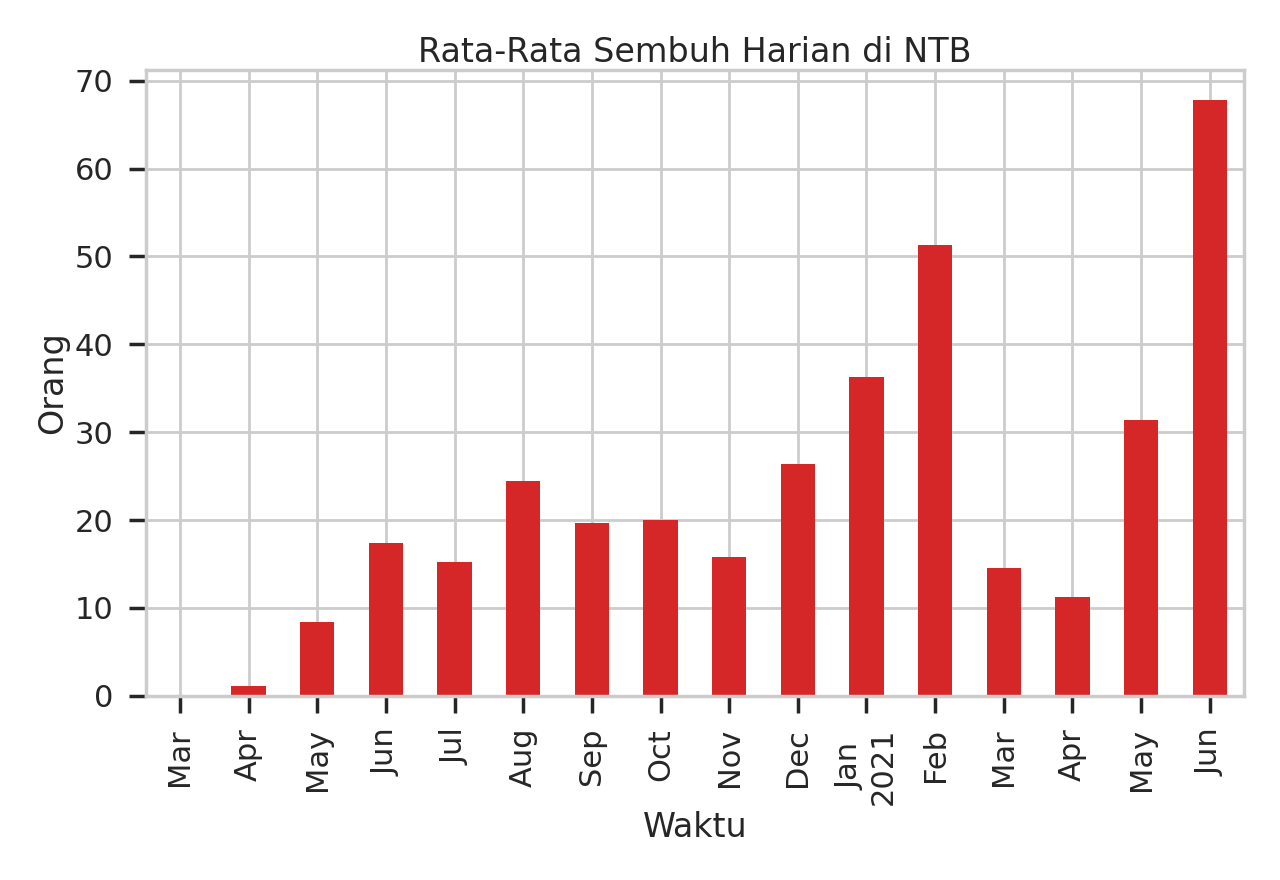 Rata-Rata Sembuh Harian di NTB
70
60
50
40
30
20
10
0
Orang
Mar
Apr
May
Jun
Jul
Aug
Sep
Oct
Nov
Dec
Jan
2021
Feb
Mar
Apr
May
Jun
Waktu